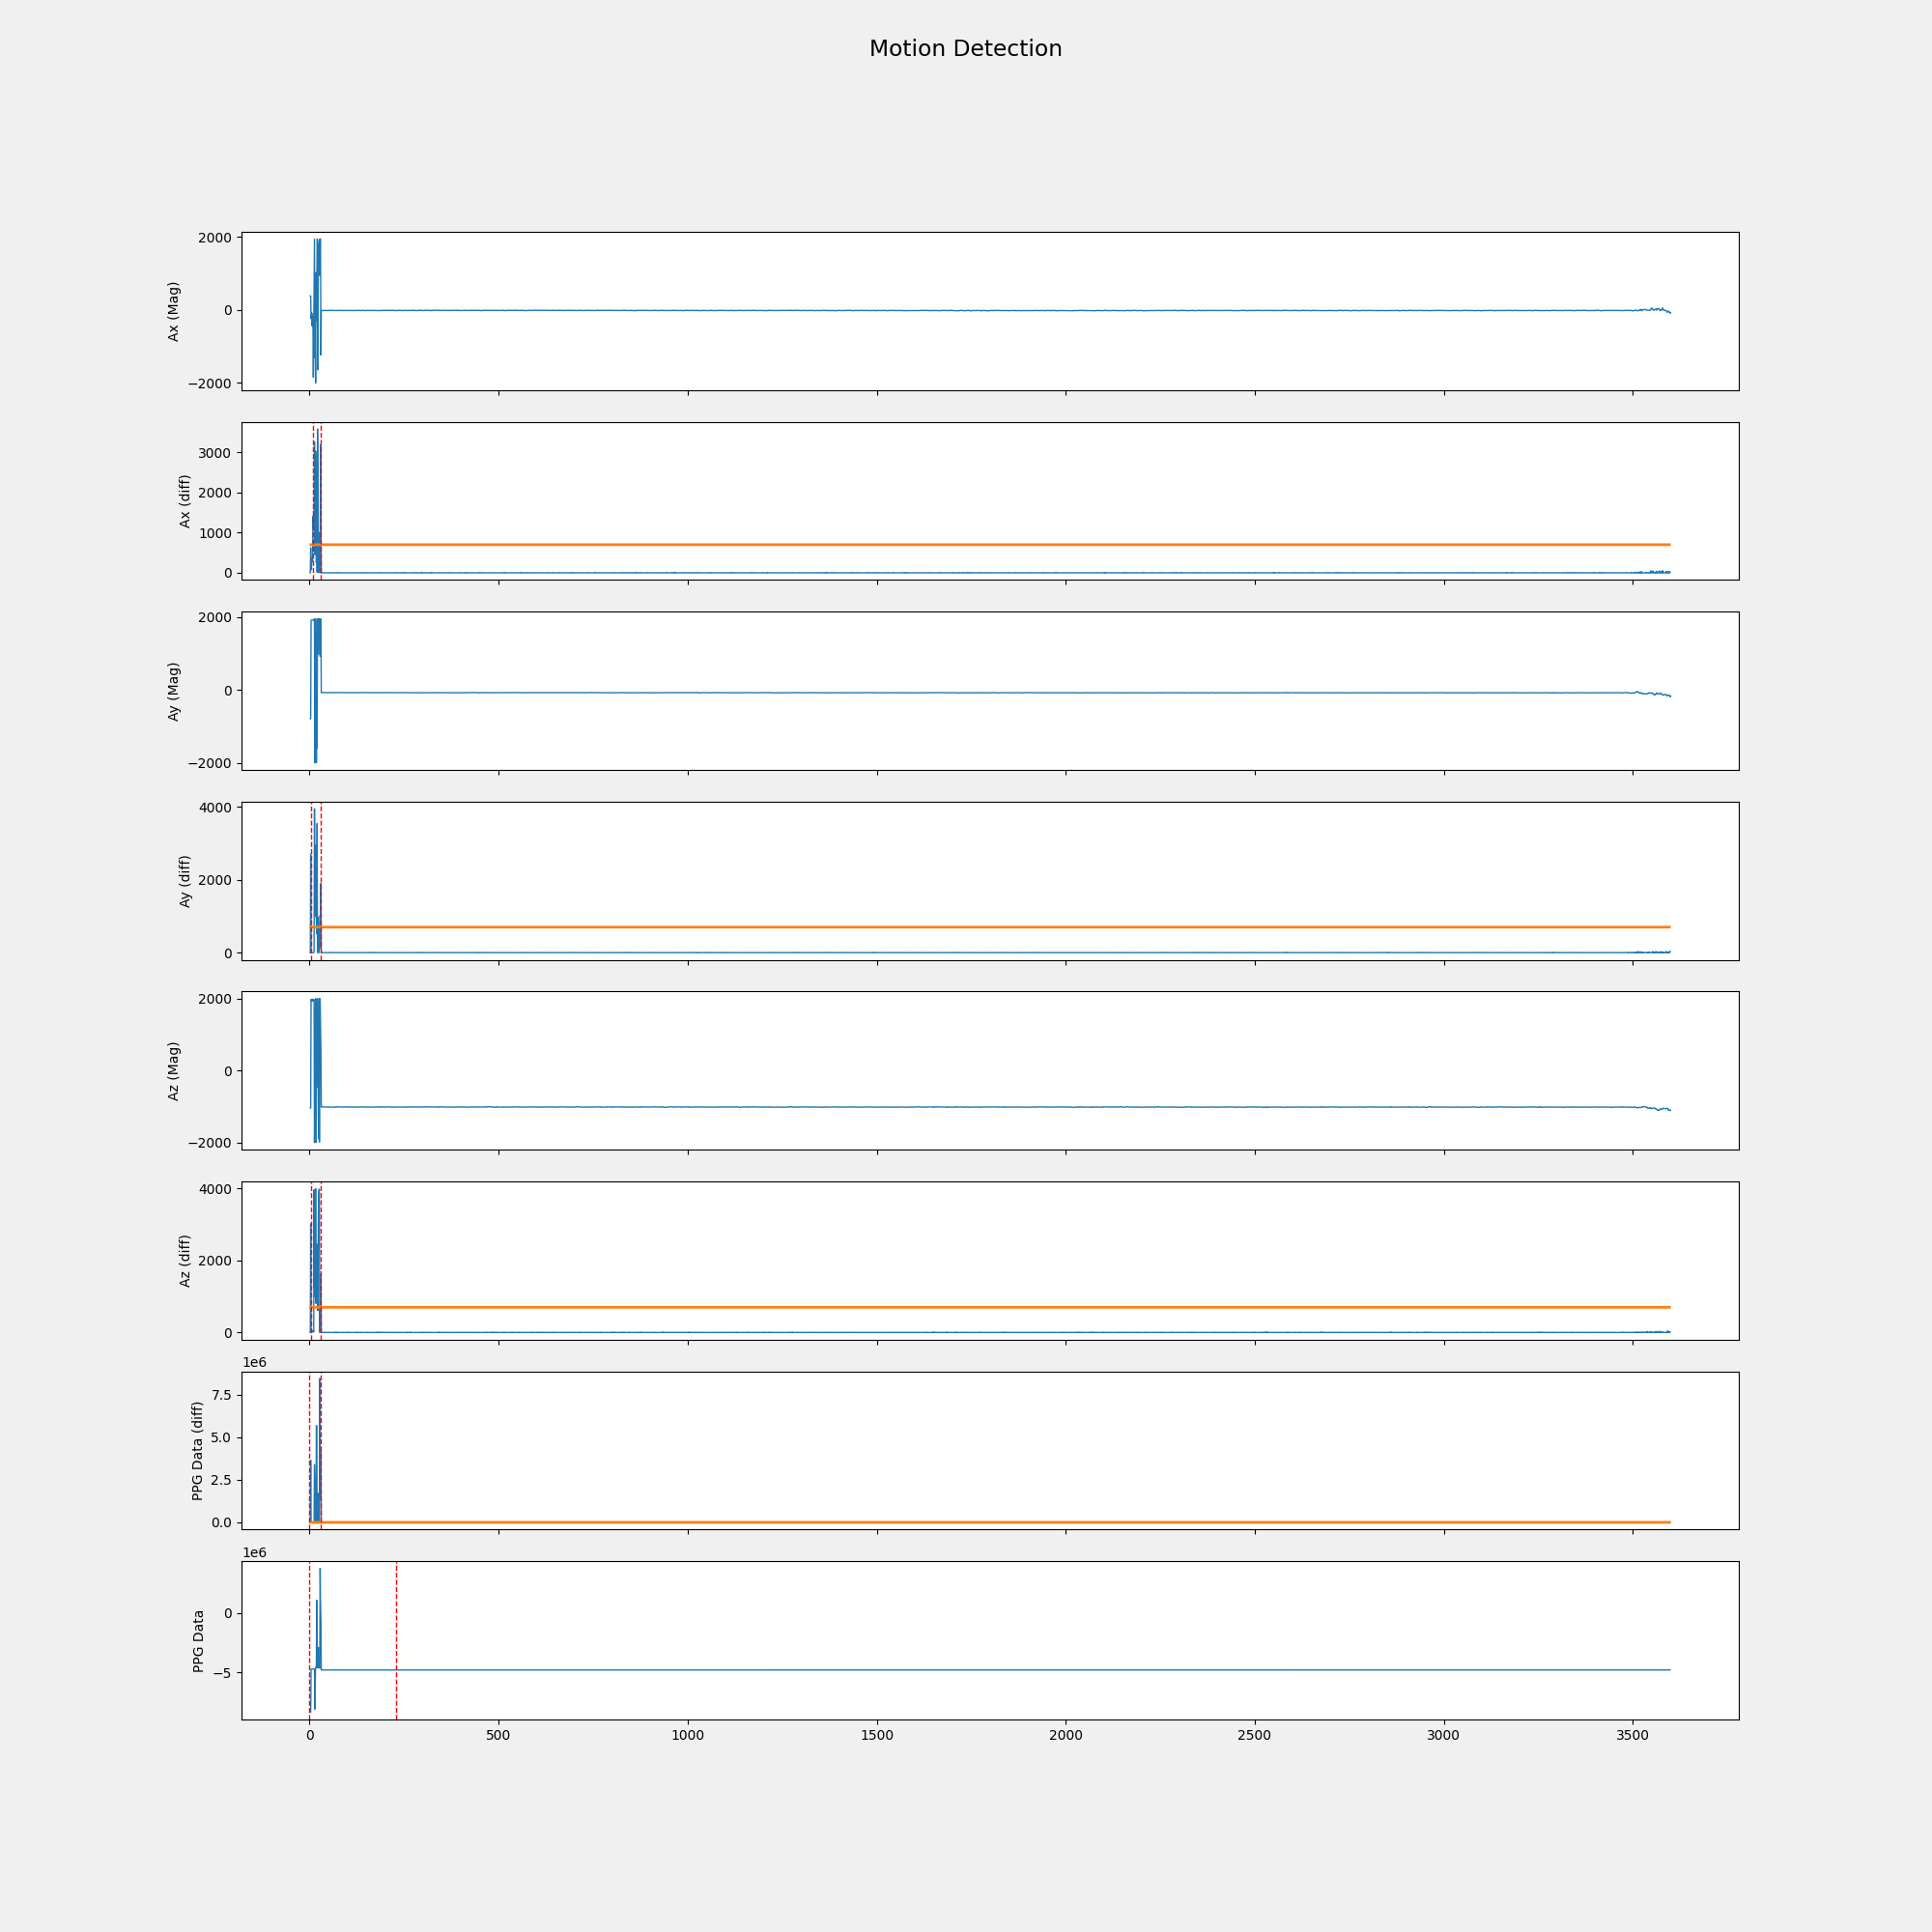 Motion Detection
2000
0
−2000
Ax (Mag)
3000
2000
1000
0
Ax (diff)
2000
0
−2000
Ay (Mag)
4000
2000
0
Ay (diff)
2000
0
−2000
Az (Mag)
4000
2000
0
Az (diff)
1e6
7.5
5.0
2.5
0.0
PPG Data (diff)
1e6
0
−5
PPG Data
0 500 1000 1500 2000 2500 3000 3500